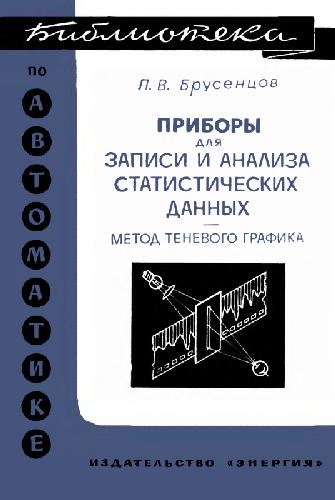 Библиотека
ПО
АВТОМАТИКЕ
Л. В. Брусенцов
ПРИБОРЫ
для
ЗАПИСИ И АНАЛИЗА
СТАТИСТИЧЕСКИХ
ДАННЫХ
МЕТОД ТЕНЕВОГО ГРАФИКА
ИЗДАТЕЛЬСТВО «ЭНЕРГИЯ»